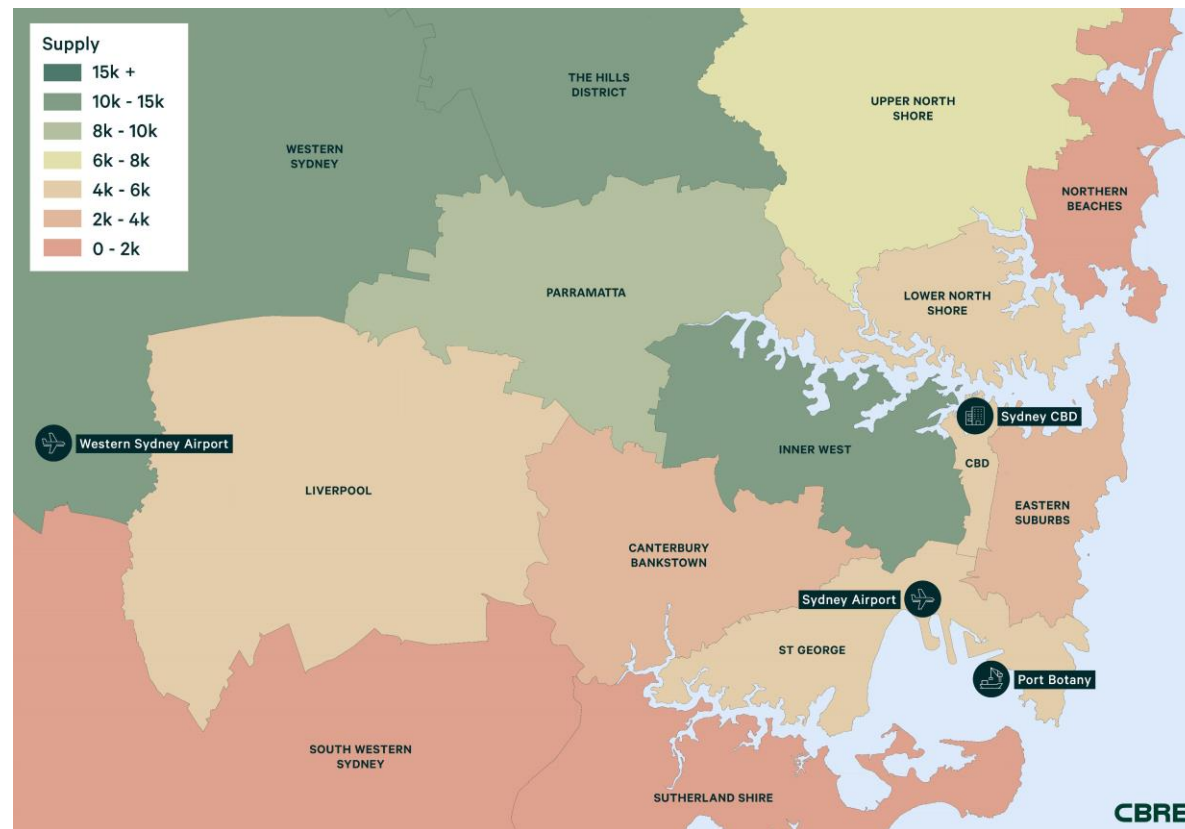 Supply
15k +
10k - 15k
8k - 10k
6k - 8k
4k - 6k
2k - 4k
0 - 2k
THE HILLS
DISTRICT
UPPER NORTH
SHORE
WESTERN
SYDNEY
NORTHERN
BEACHES
PARRAMATTA
LOWER NORTH
SHORE
Sydney CBD
Western Sydney Airport
INNER WEST
CBD
LIVERPOOL
EASTERN
SUBURBS
CANTERBURY
BANKSTOWN
Sydney Airport
ST GEORGE
Port Botany
SOUTH WESTERN
SYDNEY
SUTHERLAND SHIRE
CBRE